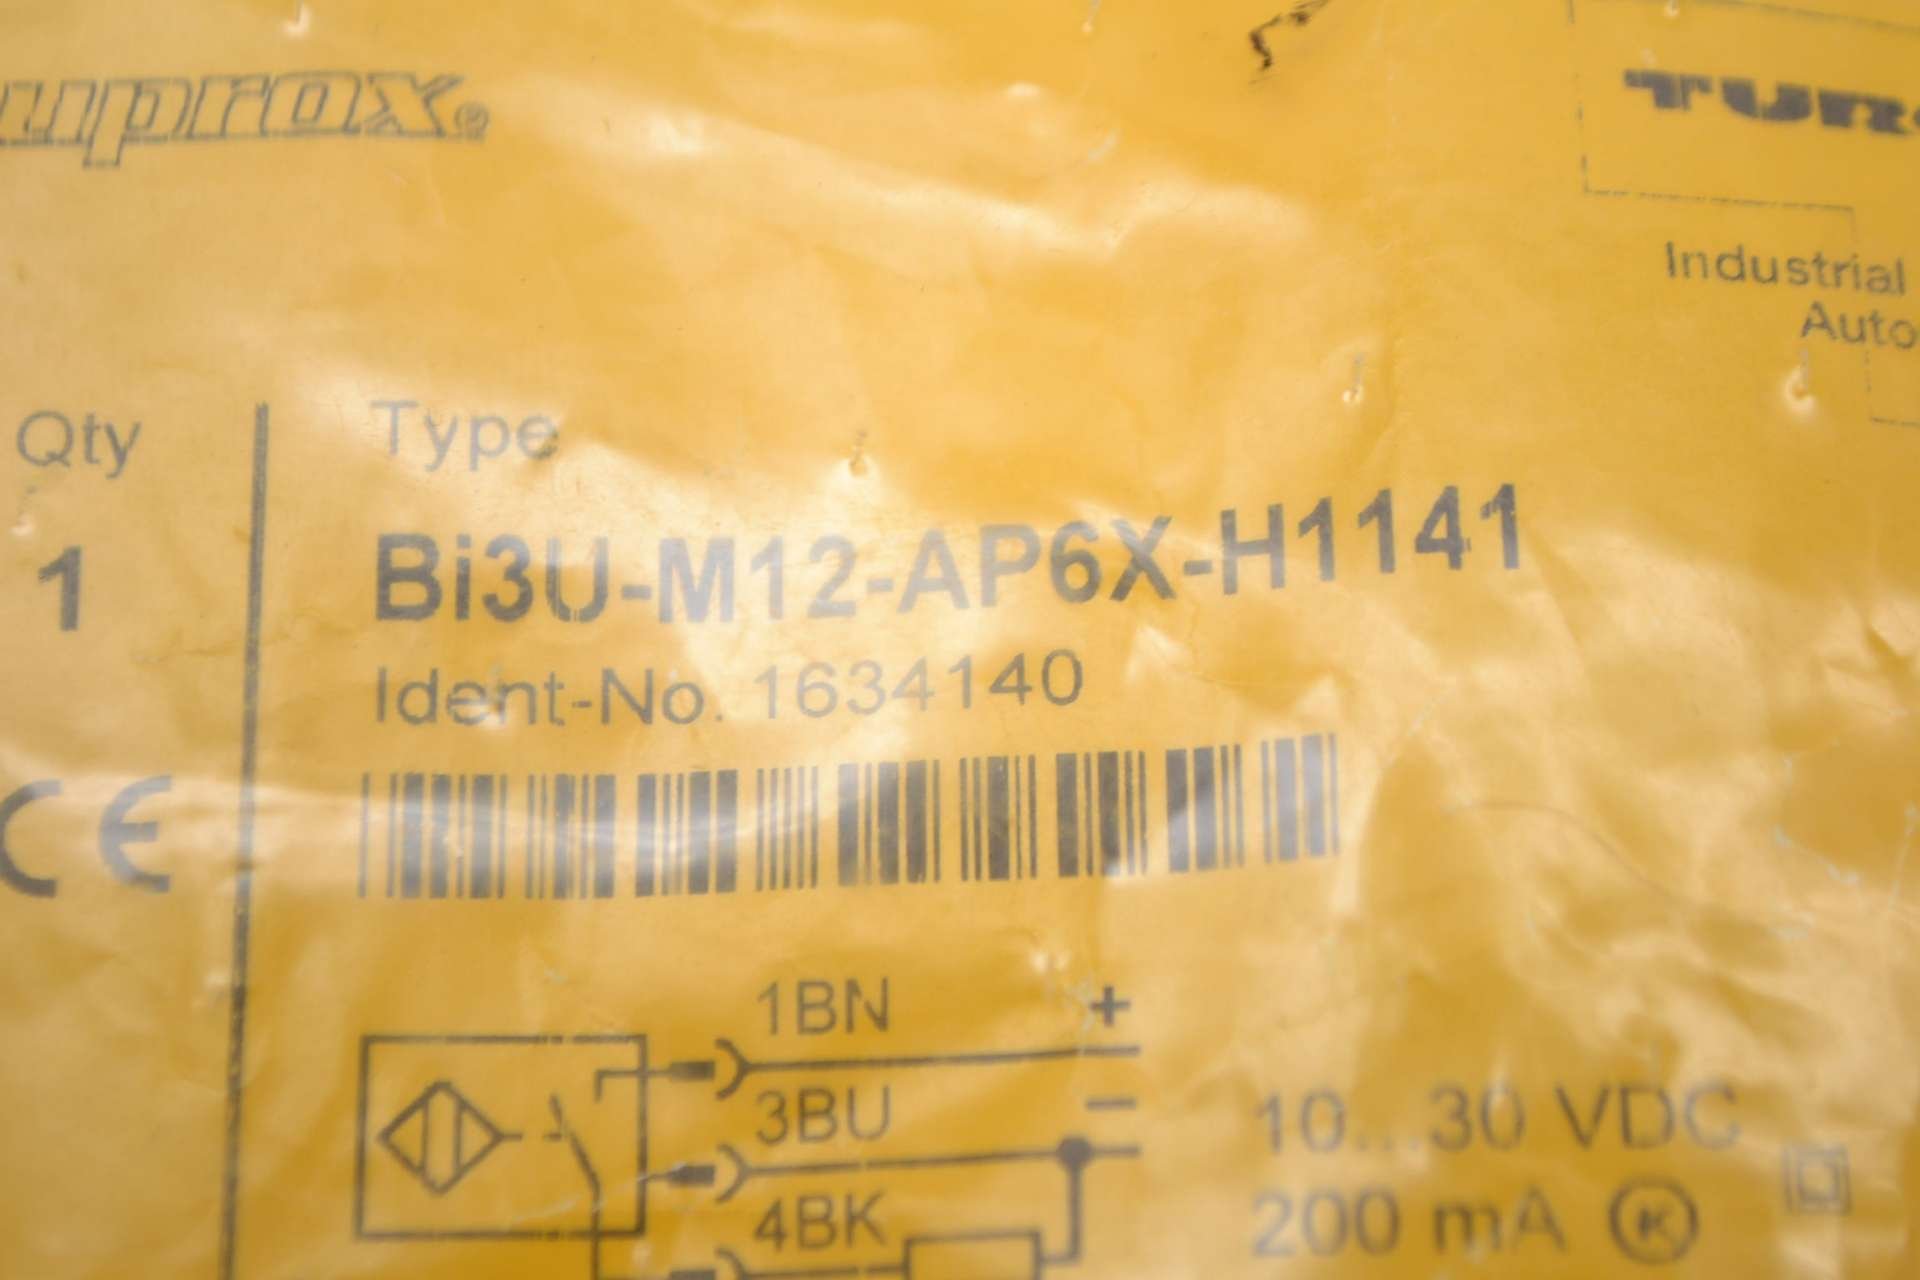 uprox®
TUR
Industrial
Auto
Qty
Type
1
Bi3U-M12-AP6X-H1141
Ident-No. 1634140
CE
1BN
+
3BU
−
10...30 VDC
4BK
200 mA K